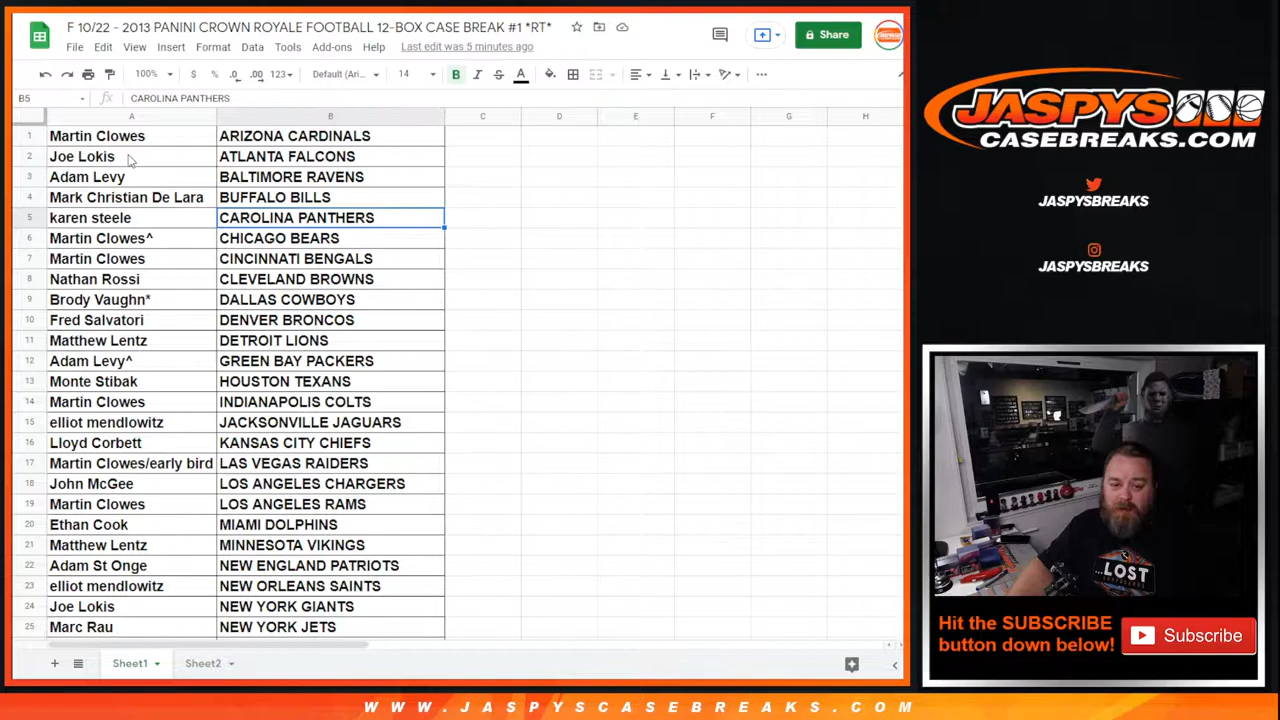 F 10/22 - 2013 PANINI CROWN ROYALE FOOTBALL 12-BOX CASE BREAK #1 *RT*
File Edit View Insert Format Data Tools Add-ons Help Last edit was 5 minutes ago
Share
100% $ % .0 .00 123 Default (Ari... 14 B I S A
B5 fx CAROLINA PANTHERS
A B C D E F G H
1 Martin Clowes ARIZONA CARDINALS
2 Joe Lokis ATLANTA FALCONS
3 Adam Levy BALTIMORE RAVENS
4 Mark Christian De Lara BUFFALO BILLS
5 karen steele CAROLINA PANTHERS
6 Martin Clowes^ CHICAGO BEARS
7 Martin Clowes CINCINNATI BENGALS
8 Nathan Rossi CLEVELAND BROWNS
9 Brody Vaughn* DALLAS COWBOYS
10 Fred Salvatori DENVER BRONCOS
11 Matthew Lentz DETROIT LIONS
12 Adam Levy^ GREEN BAY PACKERS
13 Monte Stibak HOUSTON TEXANS
14 Martin Clowes INDIANAPOLIS COLTS
15 elliot mendlowitz JACKSONVILLE JAGUARS
16 Lloyd Corbett KANSAS CITY CHIEFS
17 Martin Clowes/early bird LAS VEGAS RAIDERS
18 John McGee LOS ANGELES CHARGERS
19 Martin Clowes LOS ANGELES RAMS
20 Ethan Cook MIAMI DOLPHINS
21 Matthew Lentz MINNESOTA VIKINGS
22 Adam St Onge NEW ENGLAND PATRIOTS
23 elliot mendlowitz NEW ORLEANS SAINTS
24 Joe Lokis NEW YORK GIANTS
25 Marc Rau NEW YORK JETS
Sheet1 Sheet2
JASPYS
CASEBREAKS.COM
JASPYSBREAKS
JASPYSBREAKS
...LOST
Hit the SUBSCRIBE
button down below!
Subscribe
WWW.JASPYSCASEBREAKS.COM